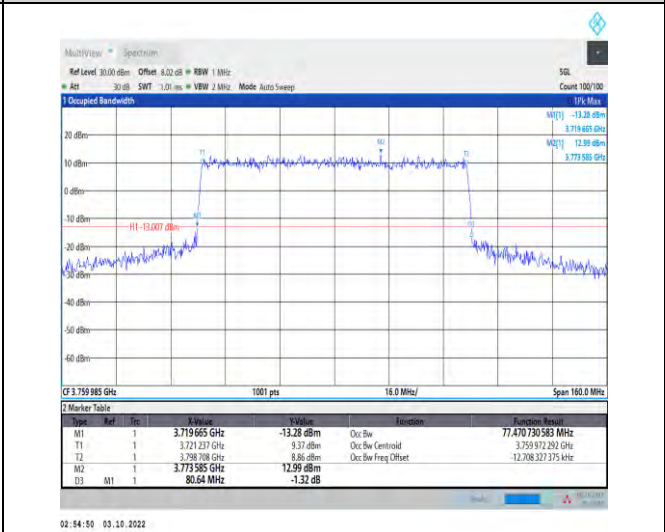 MultiView Spectrum
Ref Level 30.00 dBm Offset 8.02 dB RBW 1 MHz SGL
Att 30 dB SWT 1.01 ms VBW 2 MHz Mode Auto Sweep Count 100/100
1 Occupied Bandwidth 1Pk Max
M1[1] -13.28 dBm
3.719 665 GHz
M2[1] 12.99 dBm
3.773 585 GHz
20 dBm
M2
T1 T2
10 dBm
0 dBm
-10 dBm
M1
H1 -13.007 dBm
D3
-20 dBm
-30 dBm
-40 dBm
-50 dBm
-60 dBm
CF 3.759 985 GHz 1001 pts 16.0 MHz/ Span 160.0 MHz
2 Marker Table
Type Ref Trc X-Value Y-Value Function Function Result
M1 1 3.719 665 GHz -13.28 dBm Occ Bw 77.470 730 583 MHz
T1 1 3.721 237 GHz 9.37 dBm Occ Bw Centroid 3.759 972 292 GHz
T2 1 3.798 708 GHz 8.86 dBm Occ Bw Freq Offset -12.708 327 375 kHz
M2 1 3.773 585 GHz 12.99 dBm
D3 M1 1 80.64 MHz -1.32 dB
02:54:50 03.10.2022